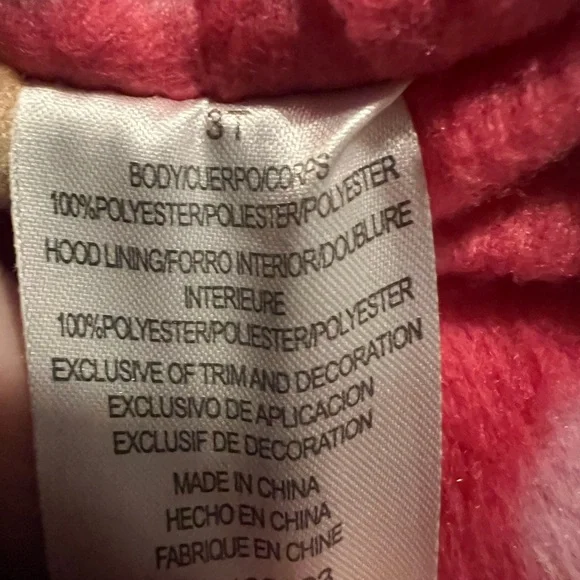 3T
BODY/CUERPO/CORPS
100%POLYESTER/POLIESTER/POLYESTER
HOOD LINING/FORRO INTERIOR/DOUBLURE
INTERIEURE
100%POLYESTER/POLIESTER/POLYESTER
EXCLUSIVE OF TRIM AND DECORATION
EXCLUSIVO DE APLICACION
EXCLUSIF DE DECORATION
MADE IN CHINA
HECHO EN CHINA
FABRIQUE EN CHINE